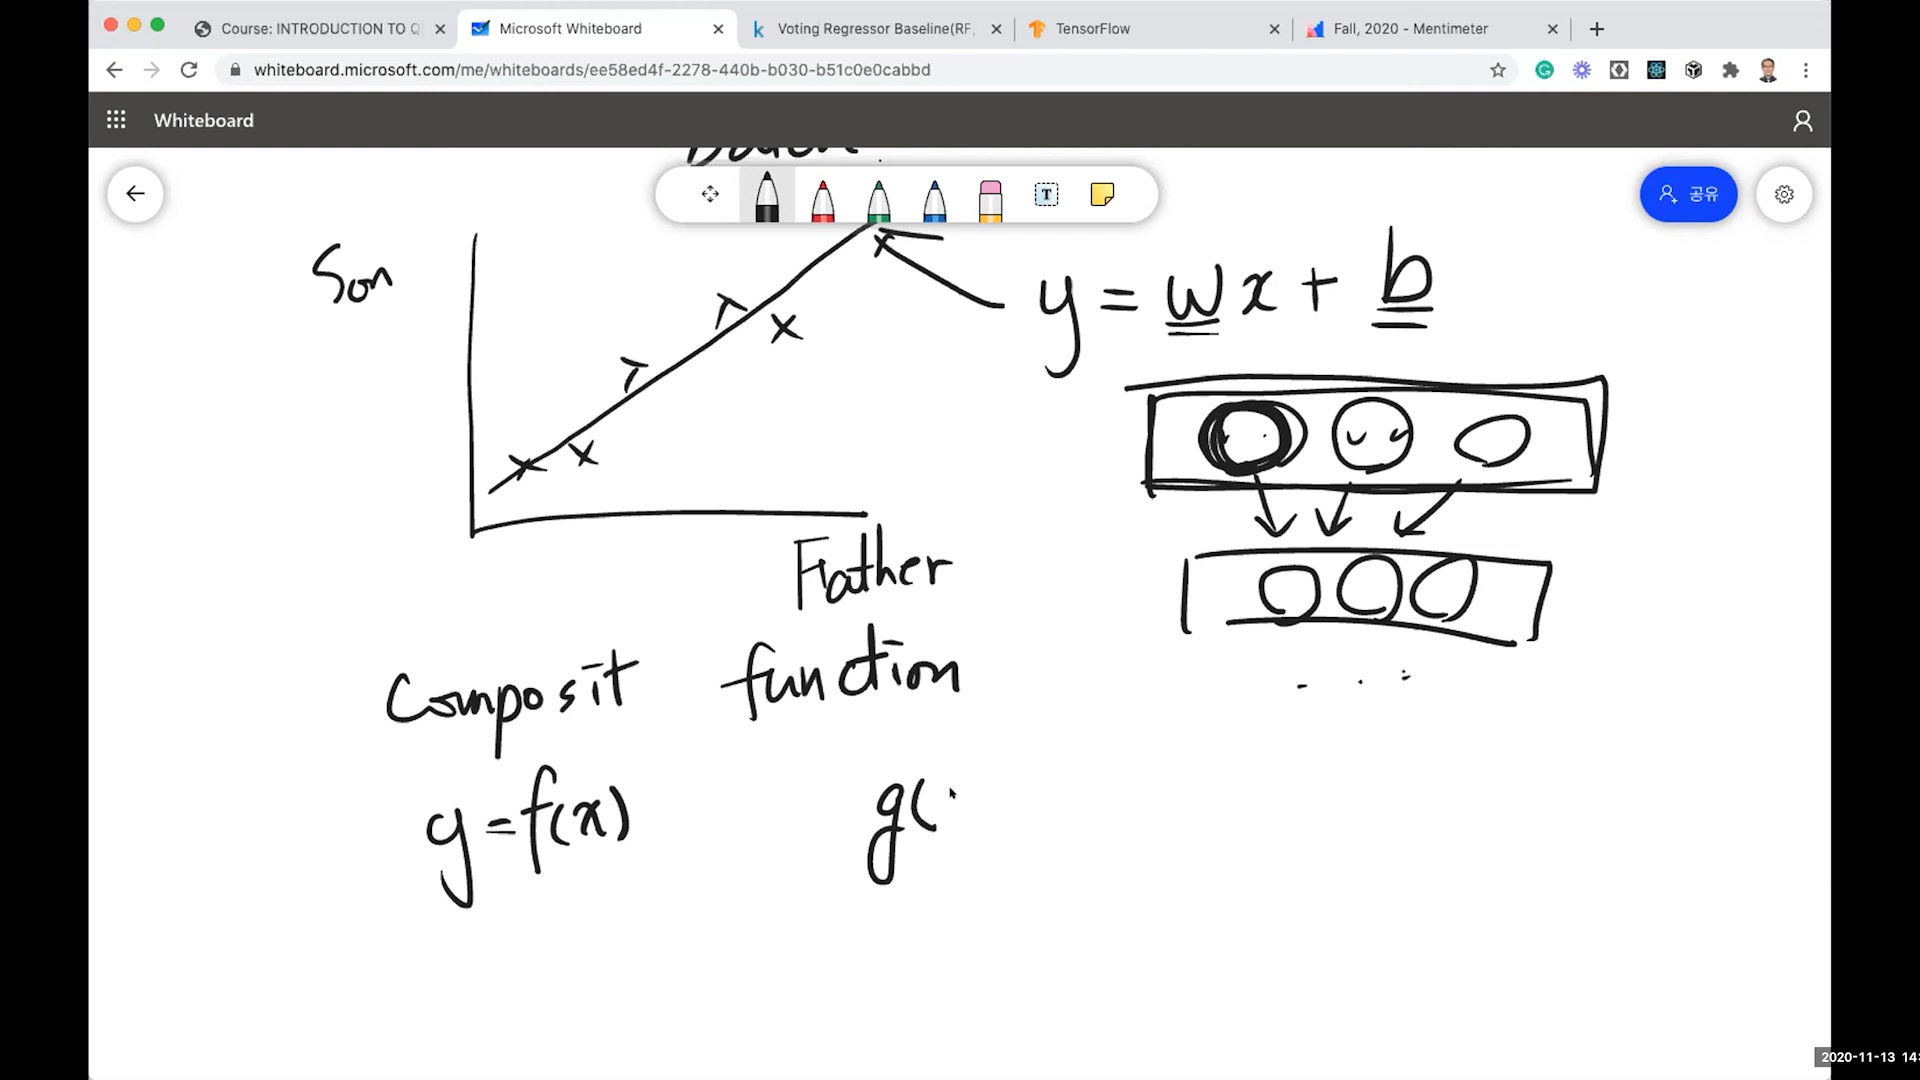 Course: INTRODUCTION TO Q
Microsoft Whiteboard
Voting Regressor Baseline(RF,
TensorFlow
Fall, 2020 - Mentimeter
whiteboard.microsoft.com/me/whiteboards/ee58ed4f-2278-440b-b030-b51c0e0cabbd
Whiteboard
공유
Son
y = wx + b
Father
Composit function
y = f(x)
g(
2020-11-13 14: